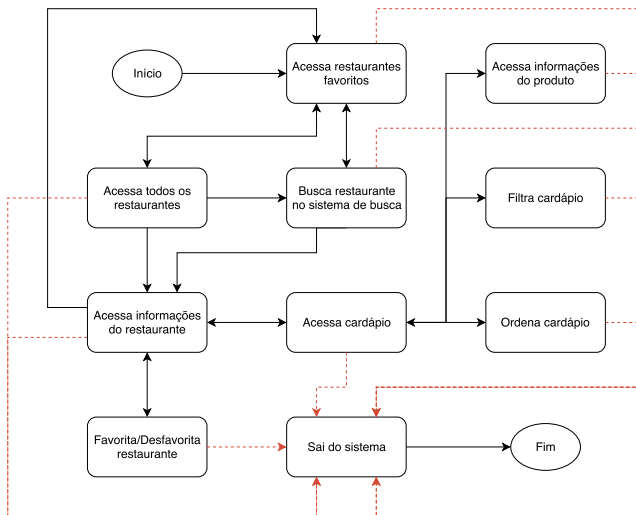 Início
Acessa restaurantes
favoritos
Acessa informações
do produto
Acessa todos os
restaurantes
Busca restaurante
no sistema de busca
Filtra cardápio
Acessa informações
do restaurante
Acessa cardápio
Ordena cardápio
Favorita/Desfavorita
restaurante
Sai do sistema
Fim